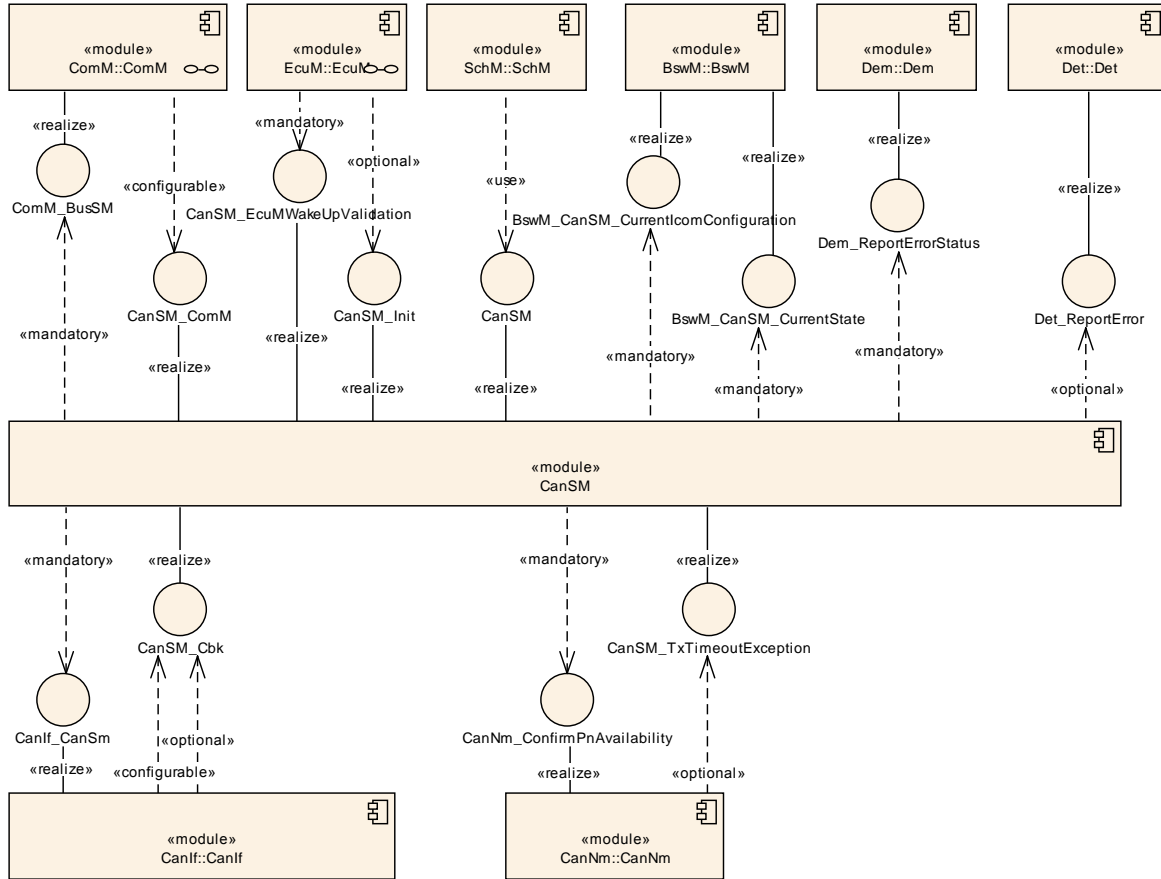 «module»
ComM::ComM
«module»
EcuM::EcuM
«module»
SchM::SchM
«module»
BswM::BswM
«module»
Dem::Dem
«module»
Det::Det
«realize»
«mandatory»
«realize»
«realize»
«realize»
«optional»
«configurable»
«use»
«realize»
ComM_BusSM
CanSM_EcuMWakeUpValidation
BswM_CanSM_CurrentIcomConfiguration
Dem_ReportErrorStatus
CanSM_ComM
CanSM_Init
CanSM
BswM_CanSM_CurrentState
Det_ReportError
«mandatory»
«realize»
«mandatory»
«mandatory»
«realize»
«realize»
«realize»
«mandatory»
«optional»
«module»
CanSM
«mandatory»
«realize»
«mandatory»
«realize»
CanSM_Cbk
CanSM_TxTimeoutException
CanIf_CanSm
«optional»
CanNm_ConfirmPnAvailability
«realize»
«configurable»
«realize»
«optional»
«module»
CanIf::CanIf
«module»
CanNm::CanNm